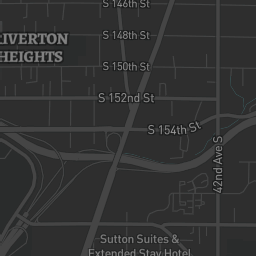 S 146th St
S 148th St
RIVERTON
HEIGHTS
S 150th St
S 152nd St
S 154th St
42nd Ave S
Sutton Suites &
Extended Stay Hotel